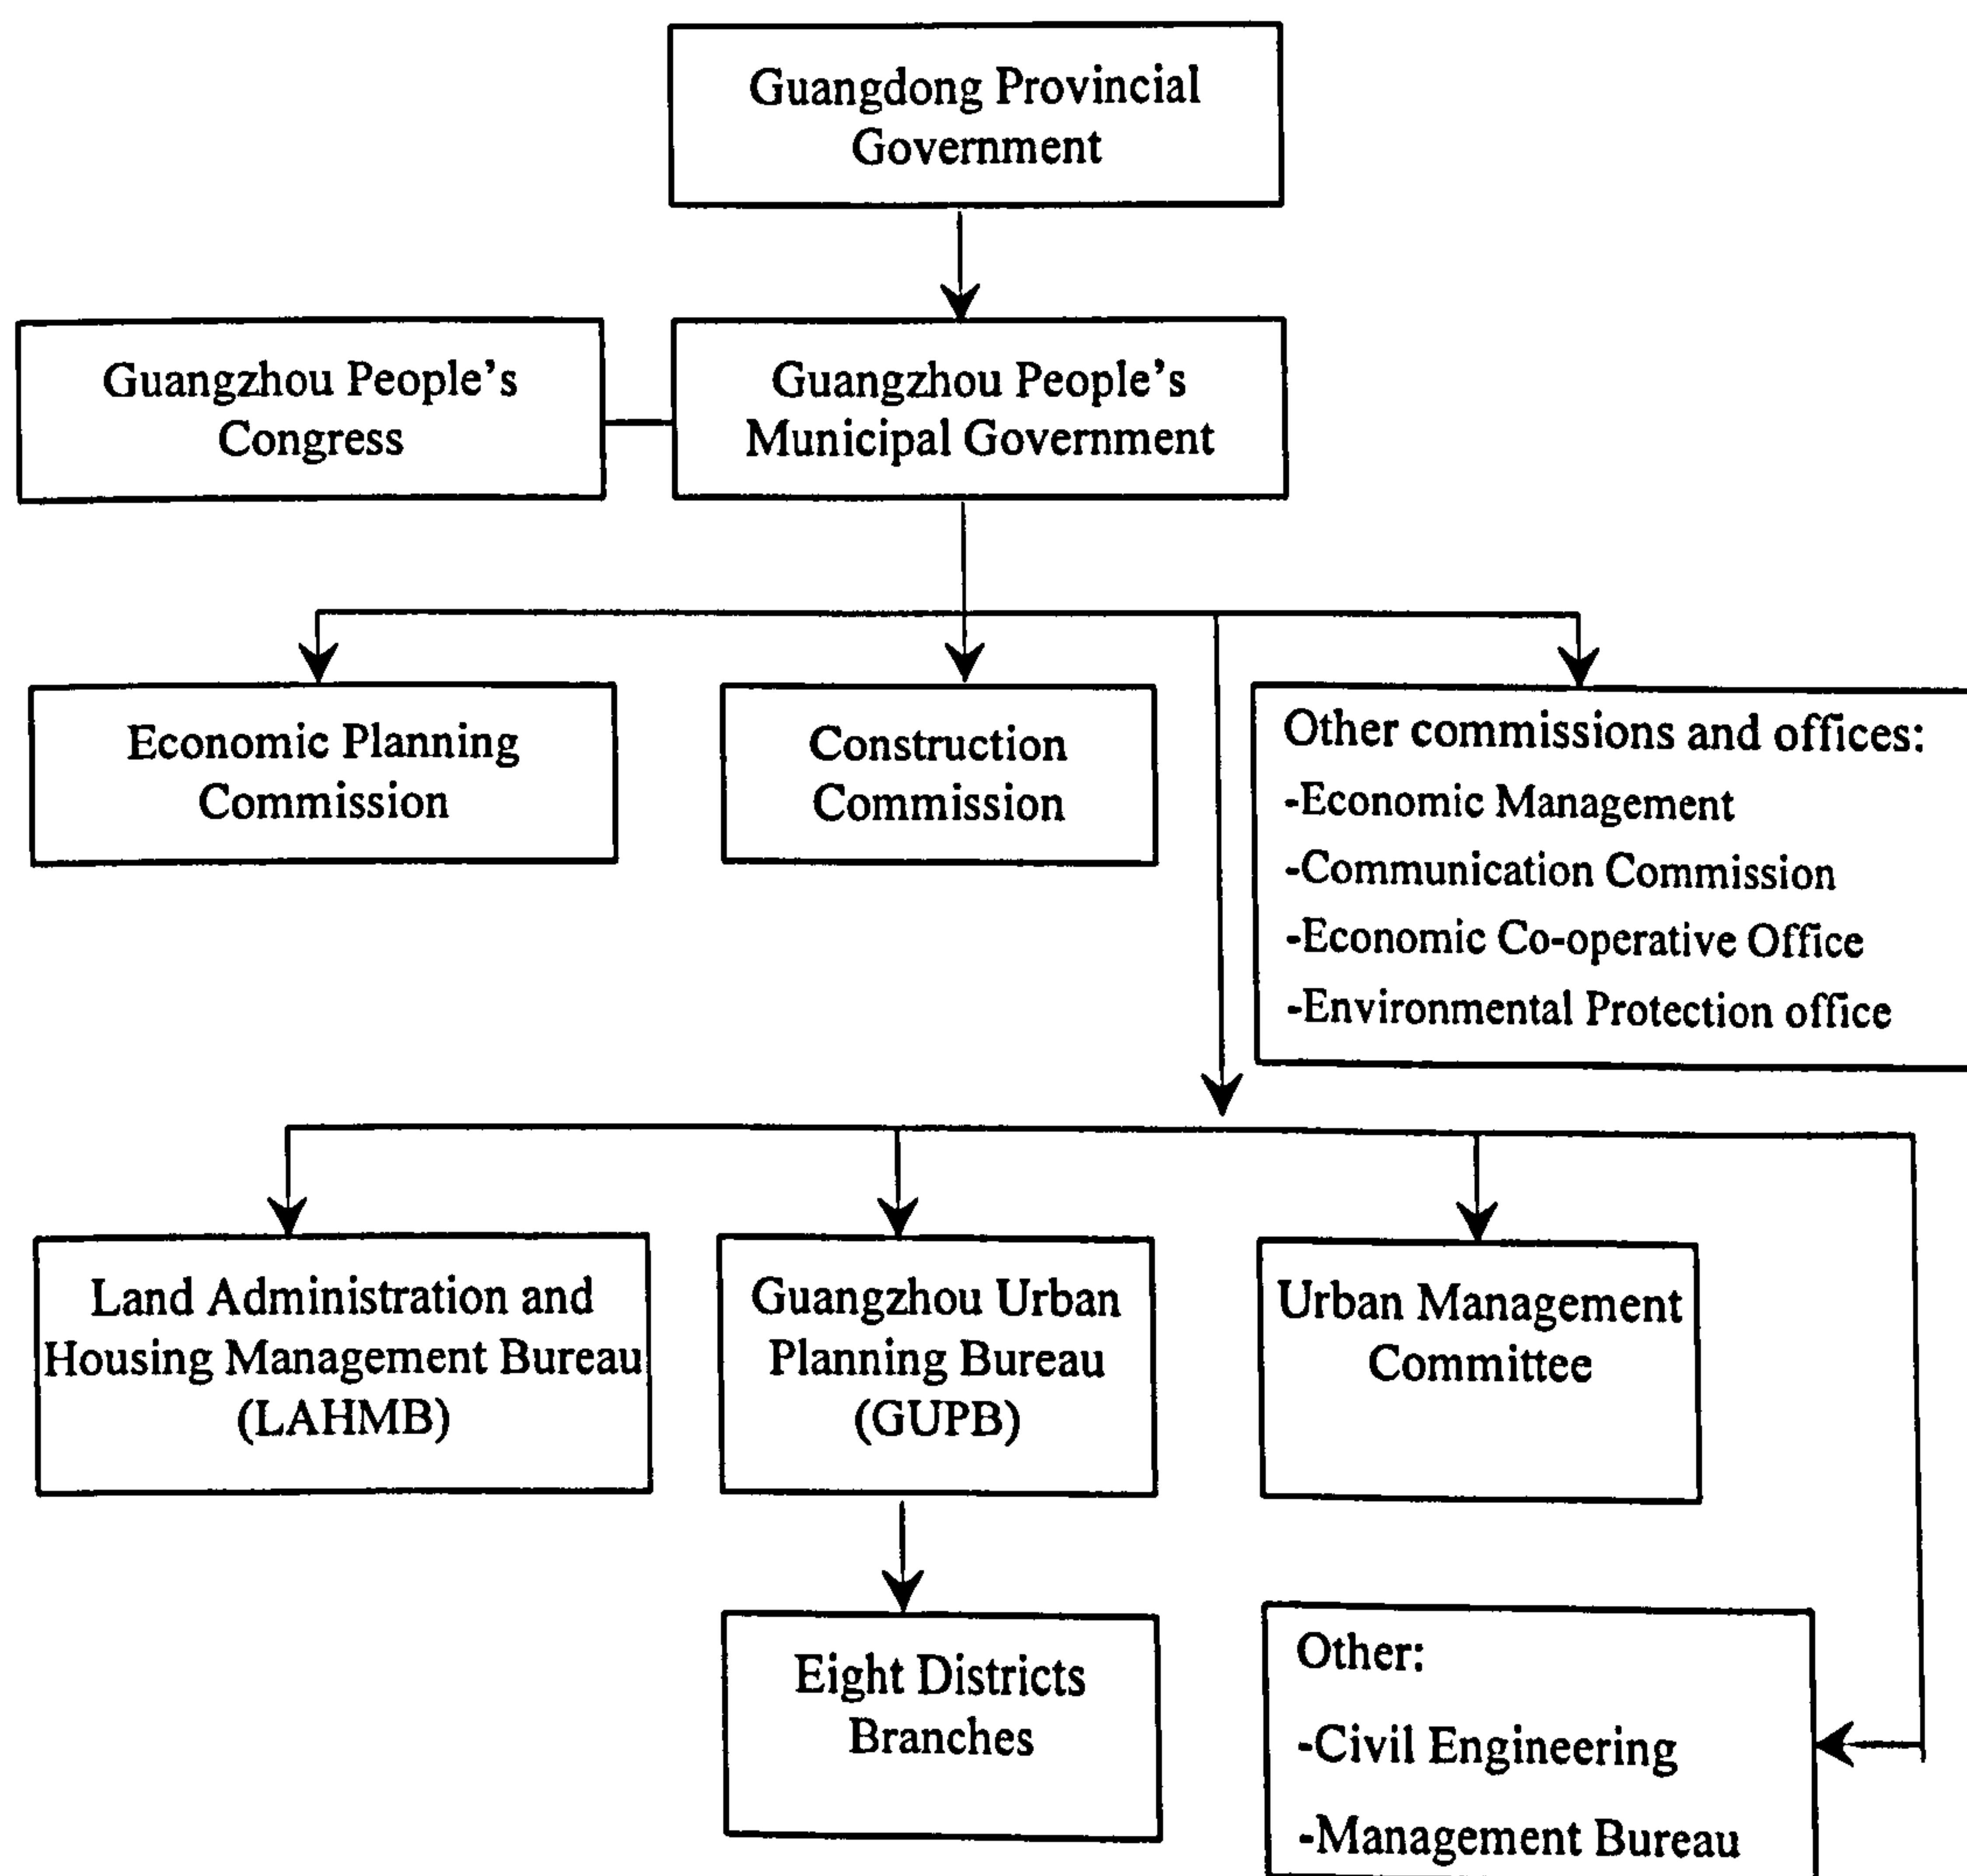 Guangdong Provincial
Government
Guangzhou People's
Congress
Guangzhou People's
Municipal Government
Economic Planning
Commission
Construction
Commission
Other commissions and offices:
-Economic Management
-Communication Commission
-Economic Co-operative Office
-Environmental Protection office
Land Administration and
Housing Management Bureau
(LAHMB)
Guangzhou Urban
Planning Bureau
(GUPB)
Urban Management
Committee
Eight Districts
Branches
Other:
-Civil Engineering
-Management Bureau